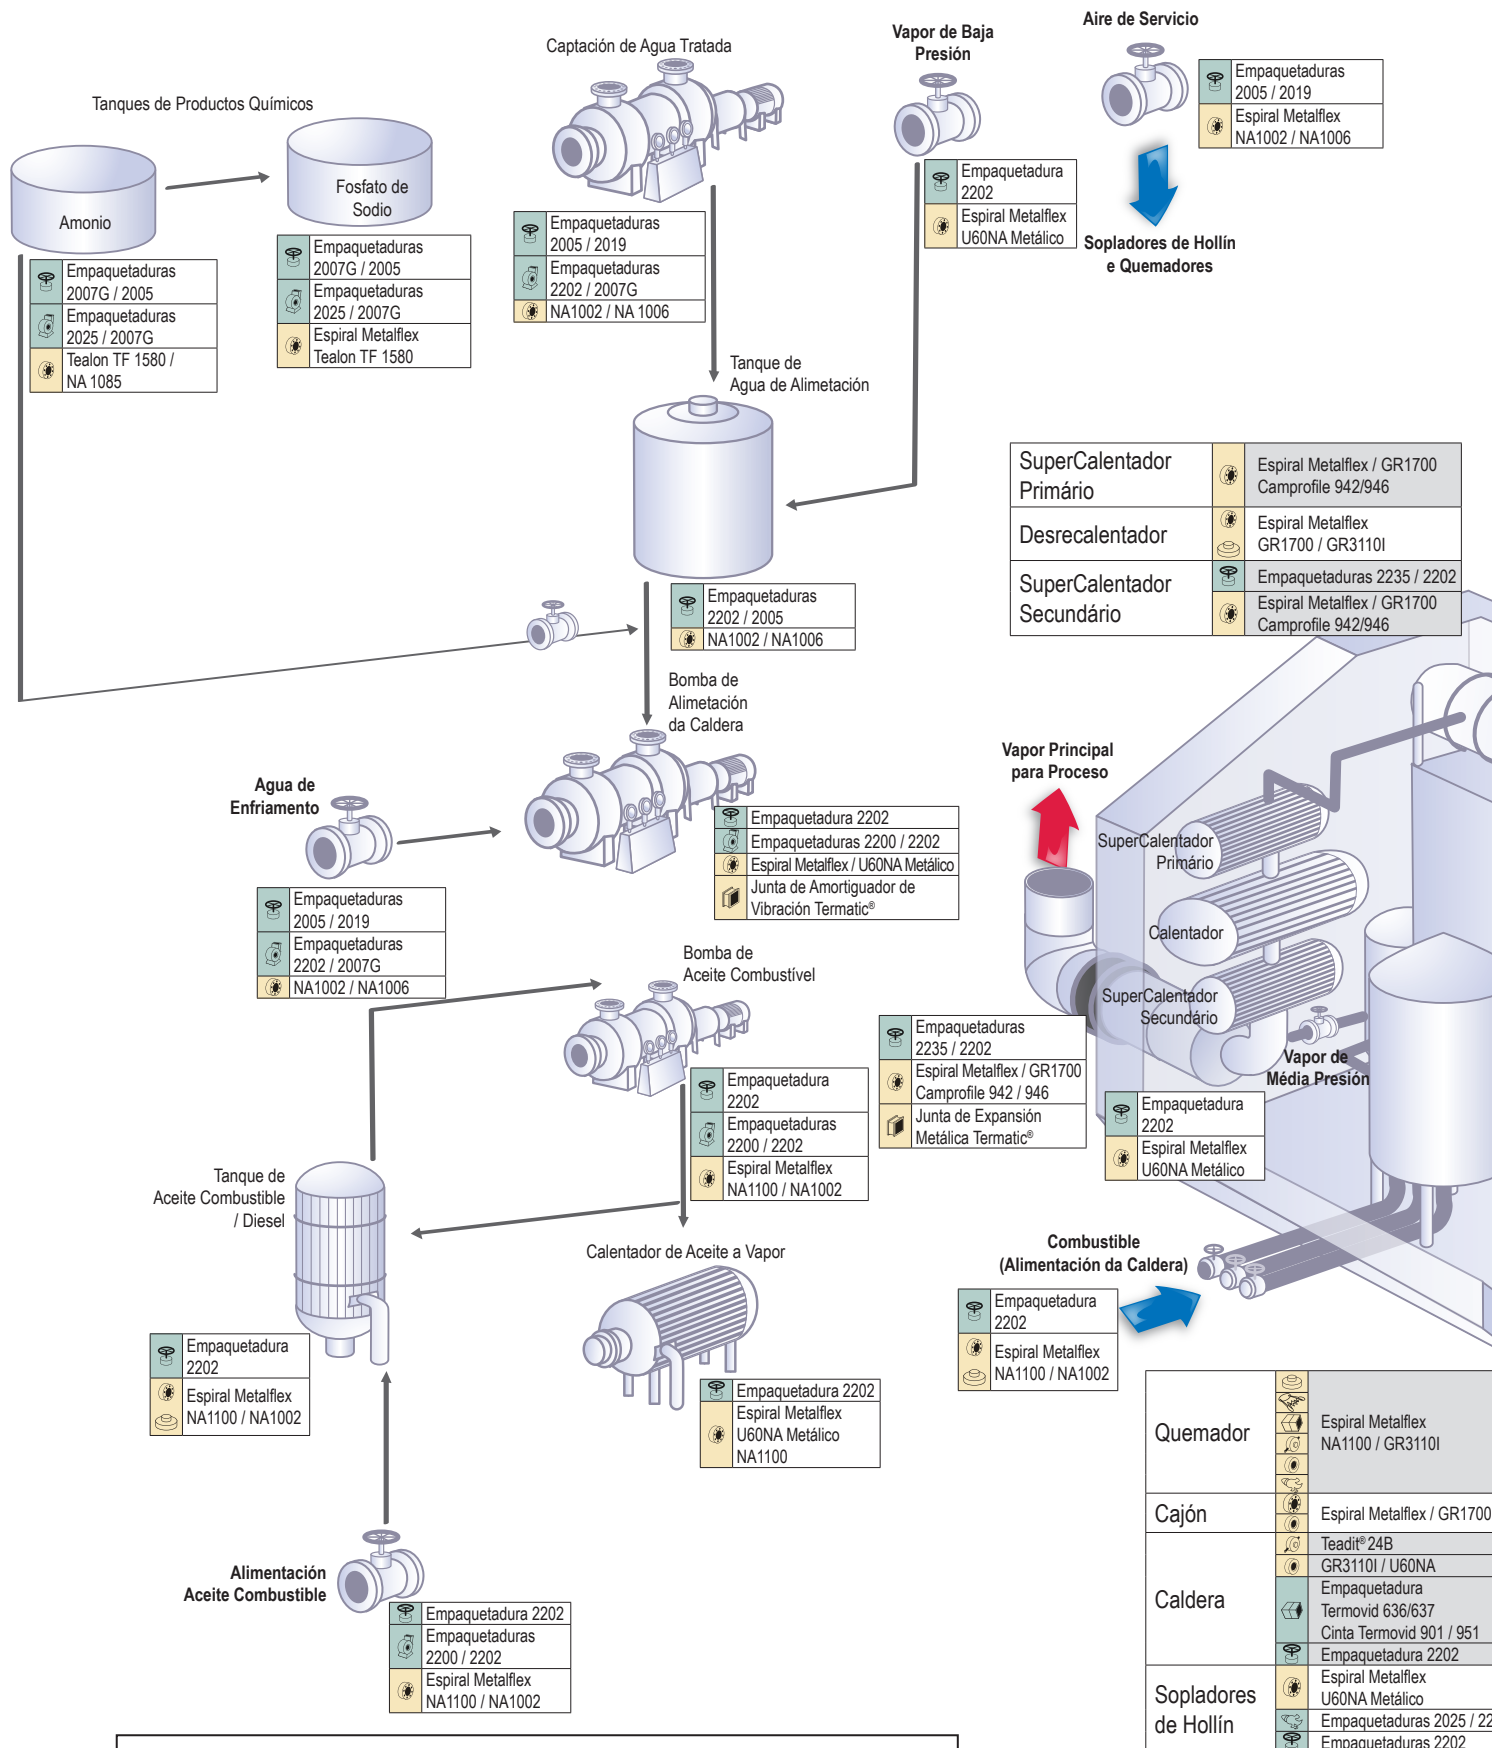 Captación de Agua Tratada
Vapor de Baja
Presión
Aire de Servicio
Empaquetaduras
2005 / 2019
Espiral Metalflex
NA1002 / NA1006
Sopladores de Hollín
e Quemadores
Empaquetadura
2202
Espiral Metalflex
U60NA Metálico
Tanques de Productos Químicos
Amonio
Fosfato de
Sodio
Empaquetaduras
2007G / 2005
Empaquetaduras
2025 / 2007G
Tealon TF 1580 /
NA 1085
Empaquetaduras
2007G / 2005
Empaquetaduras
2025 / 2007G
Espiral Metalflex
Tealon TF 1580
Empaquetaduras
2005 / 2019
Empaquetaduras
2202 / 2007G
NA1002 / NA 1006
Tanque de
Agua de Alimetación
Empaquetaduras
2202 / 2005
NA1002 / NA1006
SuperCalentador
Primário
Espiral Metalflex / GR1700
Camprofile 942/946
Desrecalentador
Espiral Metalflex
GR1700 / GR3110I
SuperCalentador
Secundário
Empaquetaduras 2235 / 2202
Espiral Metalflex / GR1700
Camprofile 942/946
Bomba de
Alimetación
da Caldera
Agua de
Enfriamento
Empaquetadura 2202
Empaquetaduras 2200 / 2202
Espiral Metalflex / U60NA Metálico
Junta de Amortiguador de
Vibración Termatic®
Empaquetaduras
2005 / 2019
Empaquetaduras
2202 / 2007G
NA1002 / NA1006
Vapor Principal
para Proceso
SuperCalentador
Primário
Calentador
SuperCalentador
Secundário
Vapor de
Média Presión
Empaquetaduras
2235 / 2202
Espiral Metalflex / GR1700
Camprofile 942 / 946
Junta de Expansión
Metálica Termatic®
Empaquetadura
2202
Espiral Metalflex
U60NA Metálico
Bomba de
Aceite Combustível
Empaquetadura
2202
Empaquetaduras
2200 / 2202
Espiral Metalflex
NA1100 / NA1002
Tanque de
Aceite Combustible
/ Diesel
Empaquetadura
2202
Espiral Metalflex
NA1100 / NA1002
Calentador de Aceite a Vapor
Empaquetadura 2202
Espiral Metalflex
U60NA Metálico
NA1100
Combustible
(Alimentación da Caldera)
Empaquetadura
2202
Espiral Metalflex
NA1100 / NA1002
Alimentación
Aceite Combustible
Empaquetadura 2202
Empaquetaduras
2200 / 2202
Espiral Metalflex
NA1100 / NA1002
Quemador
Espiral Metalflex
NA1100 / GR3110I
Cajón
Espiral Metalflex / GR1700
Caldera
Teadit® 24B
GR3110I / U60NA
Empaquetadura
Termovid 636/637
Cinta Termovid 901 / 951
Empaquetadura 2202
Sopladores
de Hollín
Espiral Metalflex
U60NA Metálico
Empaquetaduras 2025 / 22
Empaquetaduras 2202